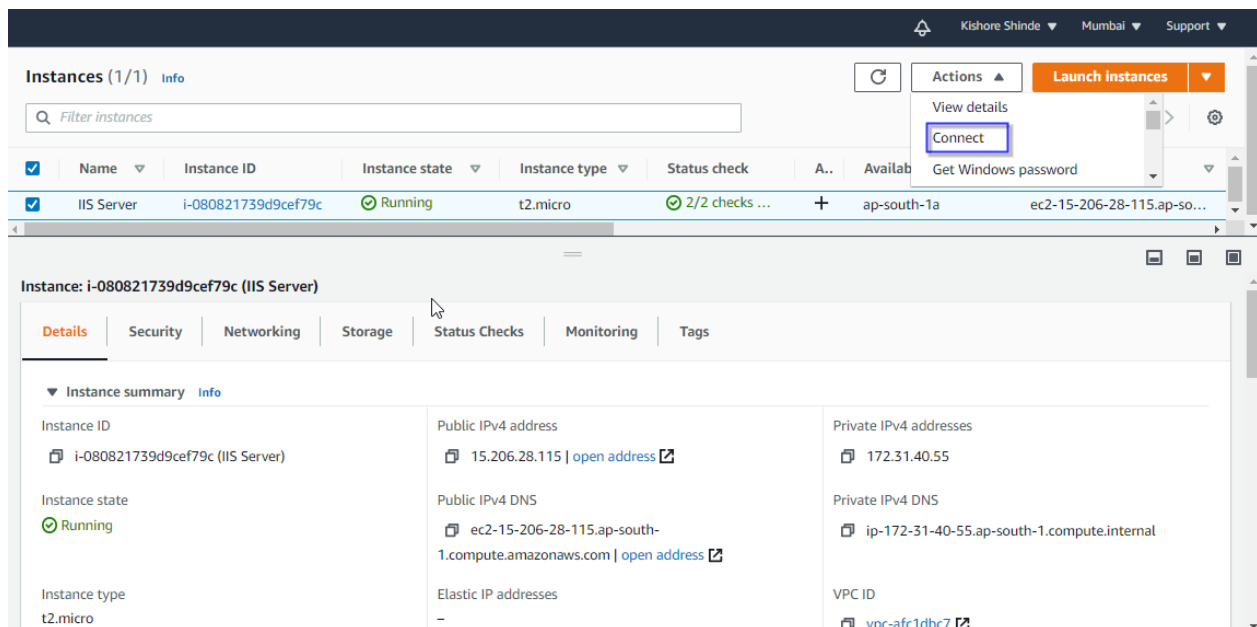 Kishore Shinde Mumbai Support
Instances (1/1) Info
Actions
Launch instances
Filter instances
View details
Connect
Get Windows password
Name Instance ID Instance state Instance type Status check A.. Availab
IIS Server i-080821739d9cef79c Running t2.micro 2/2 checks ... ap-south-1a ec2-15-206-28-115.ap-so...
Instance: i-080821739d9cef79c (IIS Server)
Details Security Networking Storage Status Checks Monitoring Tags
Instance summary Info
Instance ID
i-080821739d9cef79c (IIS Server)
Public IPv4 address
15.206.28.115 | open address
Private IPv4 addresses
172.31.40.55
Instance state
Running
Public IPv4 DNS
ec2-15-206-28-115.ap-south-
1.compute.amazonaws.com | open address
Private IPv4 DNS
ip-172-31-40-55.ap-south-1.compute.internal
Instance type
t2.micro
Elastic IP addresses
–
VPC ID
vpc-afc1dbc7